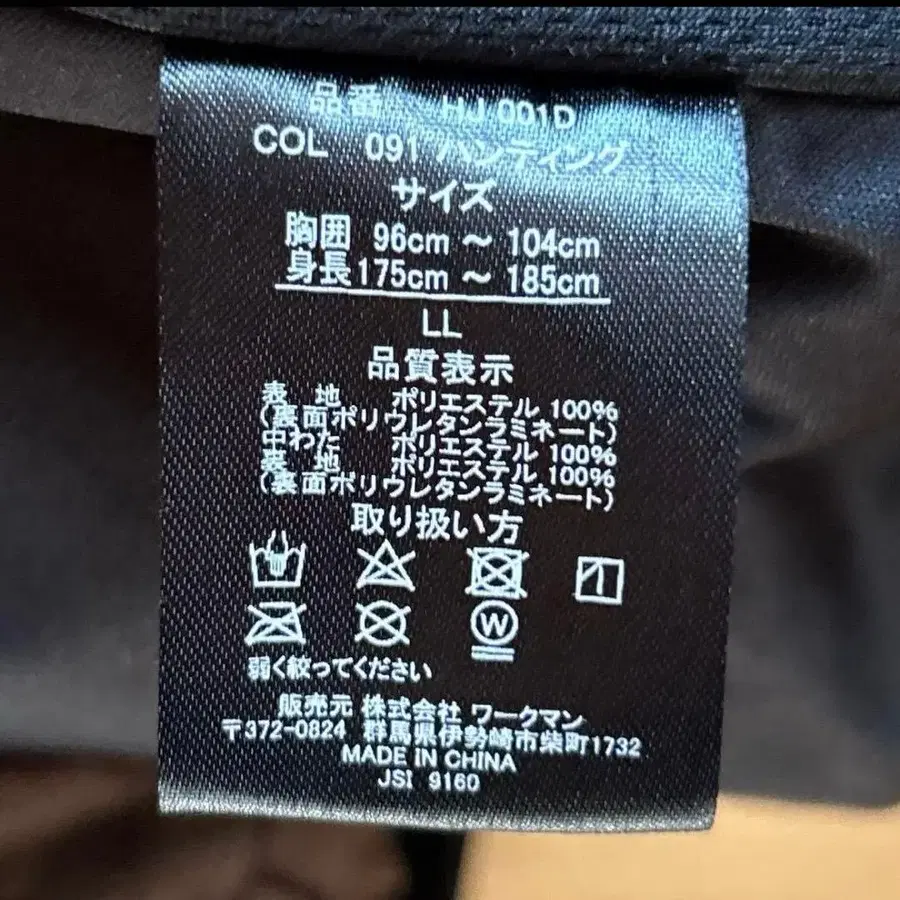 品番 HJ 001D
COL 091 ハンティング
サイズ
胸囲 96cm ～ 104cm
身長 175cm ～ 185cm
LL
品質表示
表 地 ポリエステル 100%
(裏面ポリウレタンラミネート)
中わた ポリエステル 100%
表 地 ポリエステル 100%
(裏面ポリウレタンラミネート)
取り扱い方
W
弱く絞ってください
販売元 株式会社 ワークマン
〒372-0824 群馬県伊勢崎市柴町1732
MADE IN CHINA
JSI 9160